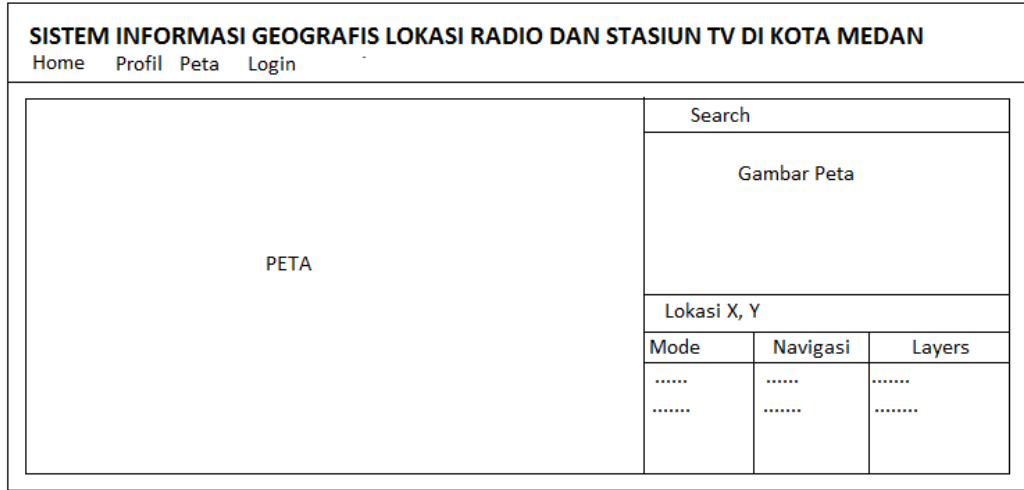 SISTEM INFORMASI GEOGRAFIS LOKASI RADIO DAN STASIUN TV DI KOTA MEDAN
Home Profil Peta Login
PETA
Search
Gambar Peta
Lokasi X, Y
Mode Navigasi Layers
...... ...... .......
....... ....... ........